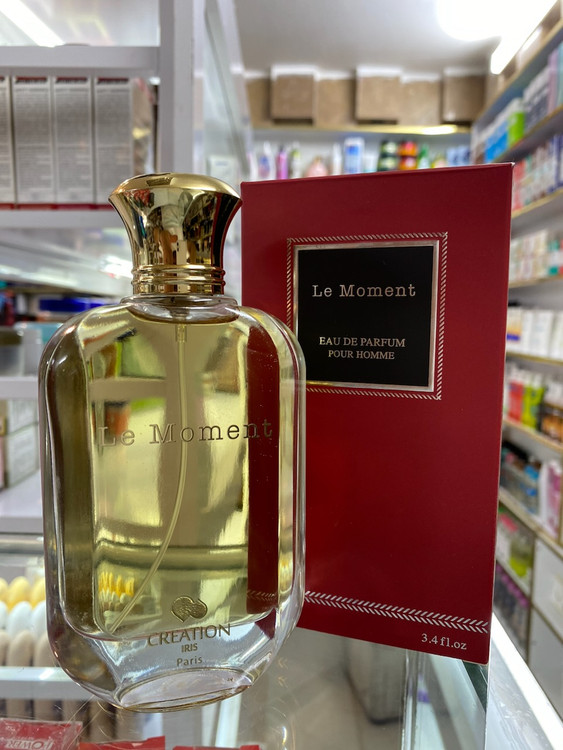 Le Moment
EAU DE PARFUM
POUR HOMME
3.4 fl.oz
Le Moment
CREATION
IRIS
Paris